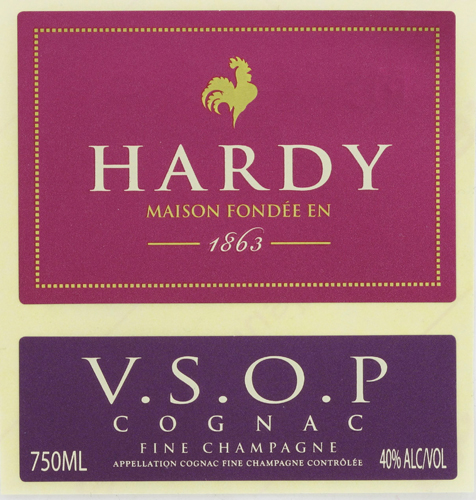 HARDY
MAISON FONDÉE EN
1863
V.S.O.P
COGNAC
FINE CHAMPAGNE
750ML
APPELLATION COGNAC FINE CHAMPAGNE CONTRÔLÉE
40% ALC/VOL